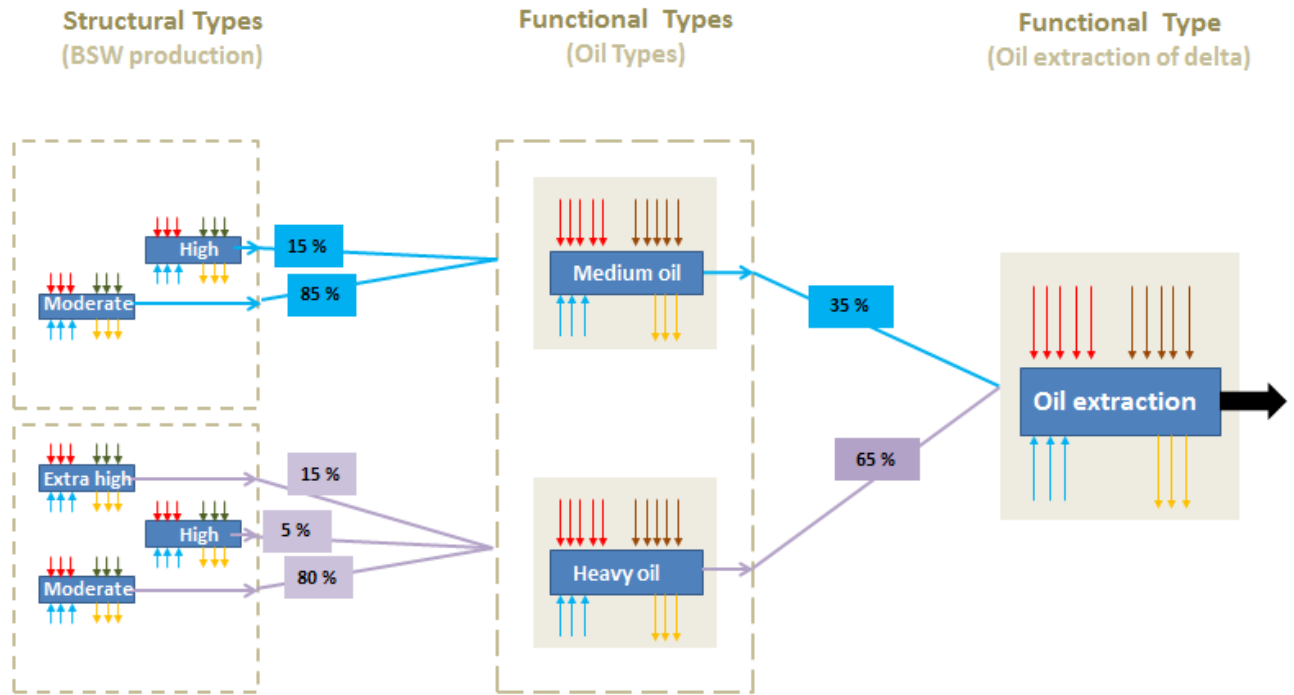 Structural Types
(BSW production)
Functional Types
(Oil Types)
Functional Type
(Oil extraction of delta)
High
15 %
Moderate
85 %
Medium oil
35 %
Oil extraction
Extra high
15 %
High
5 %
Moderate
80 %
Heavy oil
65 %